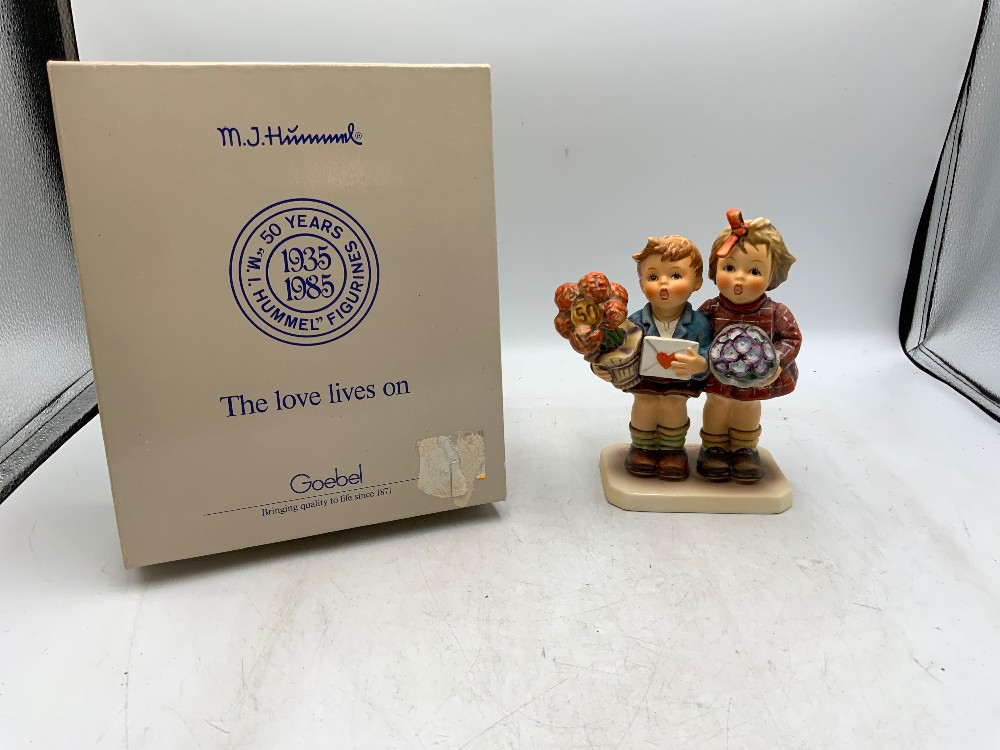 M.J.Hummel®
50 YEARS
"M. I. HUMMEL" FIGURINES
1935
1985
The love lives on
Goebel
Bringing quality to life since 1871
50